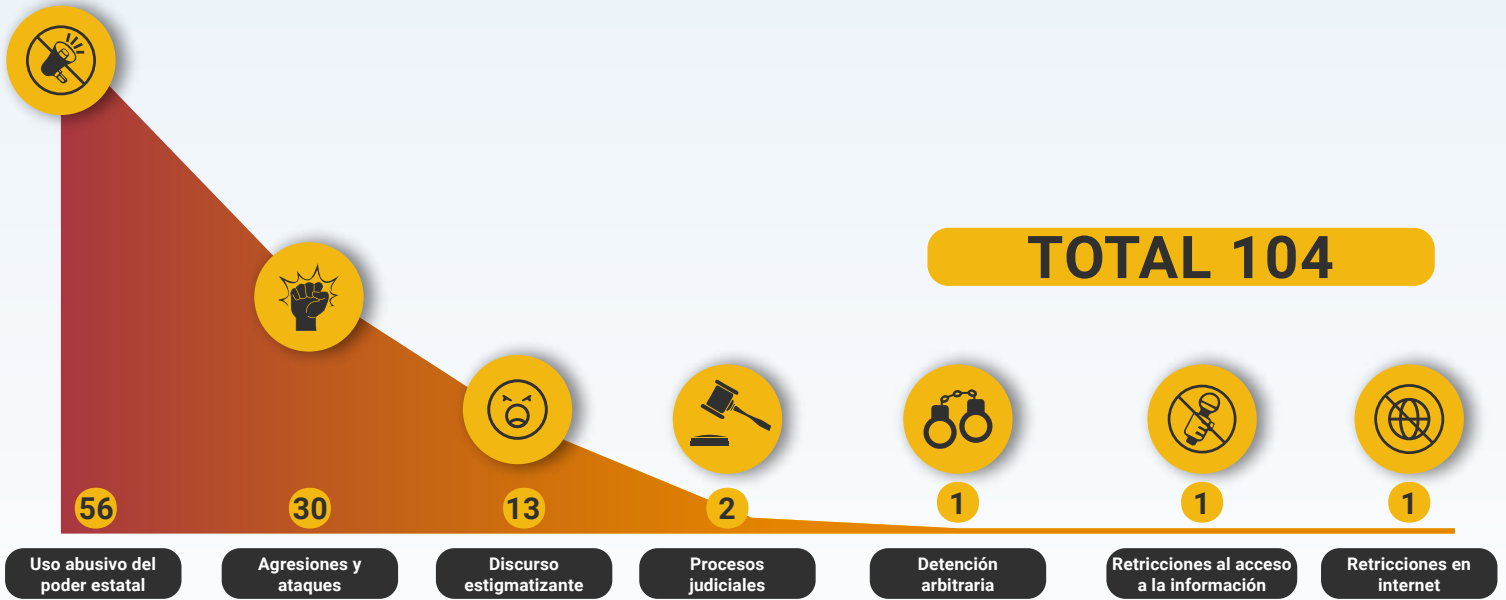 TOTAL 104
56
30
13
2
1
1
1
Uso abusivo del
poder estatal
Agresiones y
ataques
Discurso
estigmatizante
Procesos
judiciales
Detención
arbitraria
Retricciones al acceso
a la información
Retricciones en
internet